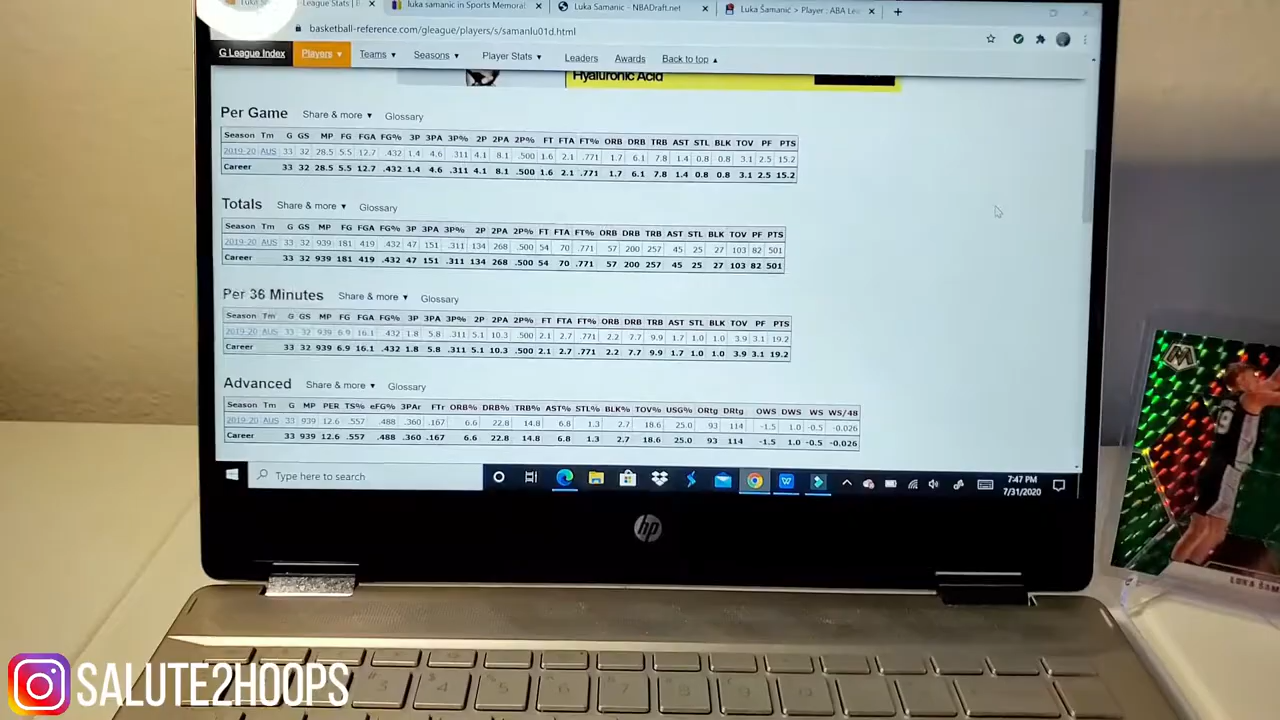 League Stats | B
luka samanic in Sports Memorab
Luka Samanic - NBADraft.net
Luka Šamanić > Player : ABA Lea
basketball-reference.com/gleague/players/s/samanlu01d.html
G League Index Players Teams Seasons Player Stats Leaders Awards Back to top
Hyaluronic Acid
Per Game Share & more Glossary
Season Tm G GS MP FG FGA FG% 3P 3PA 3P% 2P 2PA 2P% FT FTA FT% ORB DRB TRB AST STL BLK TOV PF PTS
2019-20 AUS 33 32 28.5 5.5 12.7 .432 1.4 4.6 .311 4.1 8.1 .500 1.6 2.1 .771 1.7 6.1 7.8 1.4 0.8 0.8 3.1 2.5 15.2
Career 33 32 28.5 5.5 12.7 .432 1.4 4.6 .311 4.1 8.1 .500 1.6 2.1 .771 1.7 6.1 7.8 1.4 0.8 0.8 3.1 2.5 15.2
Totals Share & more Glossary
Season Tm G GS MP FG FGA FG% 3P 3PA 3P% 2P 2PA 2P% FT FTA FT% ORB DRB TRB AST STL BLK TOV PF PTS
2019-20 AUS 33 32 939 181 419 .432 47 151 .311 134 268 .500 54 70 .771 57 200 257 45 25 27 103 82 501
Career 33 32 939 181 419 .432 47 151 .311 134 268 .500 54 70 .771 57 200 257 45 25 27 103 82 501
Per 36 Minutes Share & more Glossary
Season Tm G GS MP FG FGA FG% 3P 3PA 3P% 2P 2PA 2P% FT FTA FT% ORB DRB TRB AST STL BLK TOV PF PTS
2019-20 AUS 33 32 939 6.9 16.1 .432 1.8 5.8 .311 5.1 10.3 .500 2.1 2.7 .771 2.2 7.7 9.9 1.7 1.0 1.0 3.9 3.1 19.2
Career 33 32 939 6.9 16.1 .432 1.8 5.8 .311 5.1 10.3 .500 2.1 2.7 .771 2.2 7.7 9.9 1.7 1.0 1.0 3.9 3.1 19.2
Advanced Share & more Glossary
Season Tm G MP PER TS% eFG% 3PAr FTr ORB% DRB% TRB% AST% STL% BLK% TOV% USG% ORtg DRtg OWS DWS WS WS/48
2019-20 AUS 33 939 12.6 .557 .488 .360 .167 6.6 22.8 14.8 6.8 1.3 2.7 18.6 25.0 93 114 -1.5 1.0 -0.5 -0.026
Career 33 939 12.6 .557 .488 .360 .167 6.6 22.8 14.8 6.8 1.3 2.7 18.6 25.0 93 114 -1.5 1.0 -0.5 -0.026
Type here to search
7:47 PM
7/31/2020
hp
LUKA
SALUTE2HOOPS